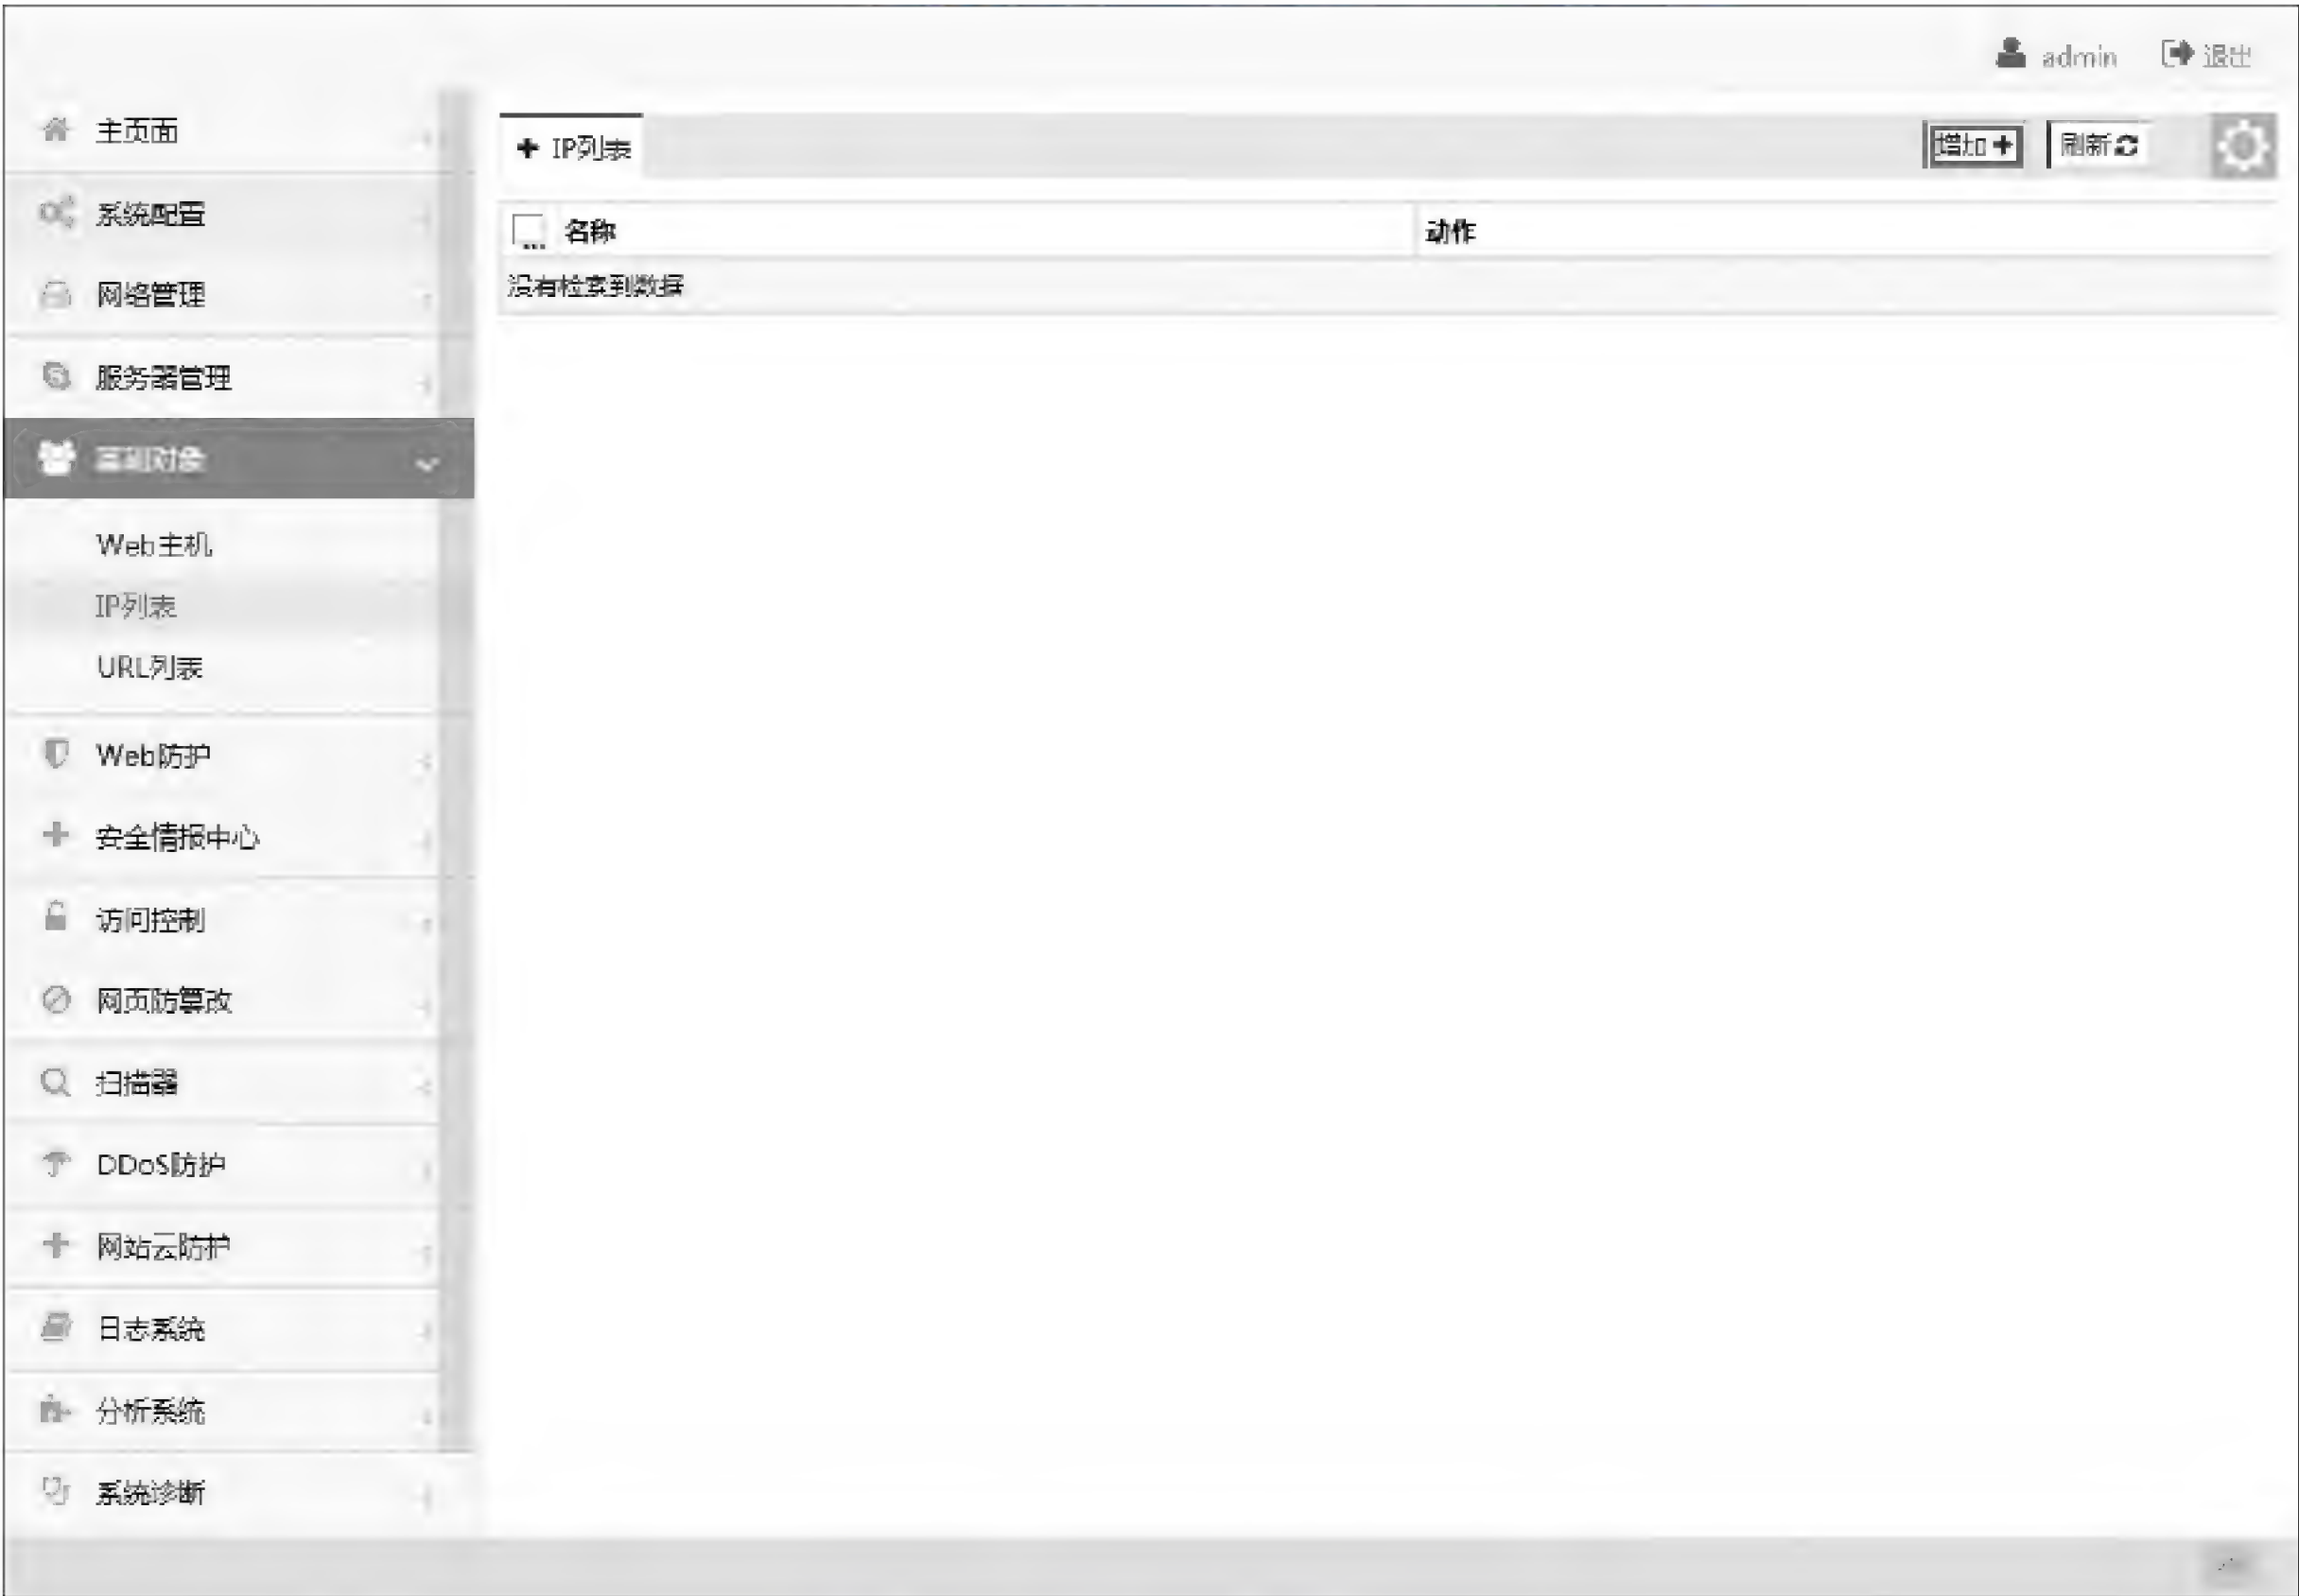 admin 退出
主页面
系统配置
网络管理
服务器管理
基础对象
Web主机
IP列表
URL列表
Web防护
安全情报中心
访问控制
网页防篡改
扫描器
DDoS防护
网站云防护
日志系统
分析系统
系统诊断
IP列表
增加 刷新
名称 动作
没有检索到数据